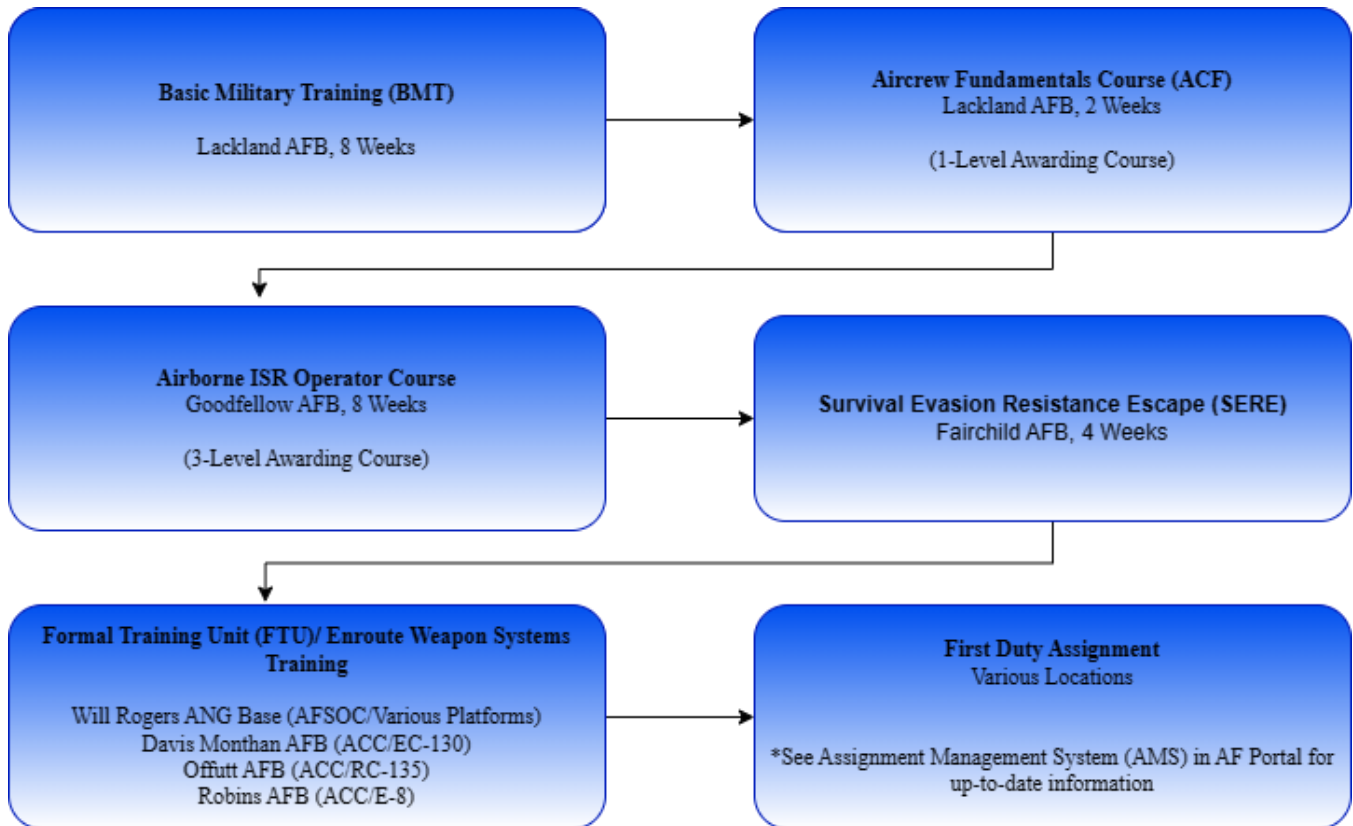 Basic Military Training (BMT)
Lackland AFB, 8 Weeks
Aircrew Fundamentals Course (ACF)
Lackland AFB, 2 Weeks
(1-Level Awarding Course)
Airborne ISR Operator Course
Goodfellow AFB, 8 Weeks
(3-Level Awarding Course)
Survival Evasion Resistance Escape (SERE)
Fairchild AFB, 4 Weeks
Formal Training Unit (FTU)/ Enroute Weapon Systems
Training
Will Rogers ANG Base (AFSOC/Various Platforms)
Davis Monthan AFB (ACC/EC-130)
Offutt AFB (ACC/RC-135)
Robins AFB (ACC/E-8)
First Duty Assignment
Various Locations
*See Assignment Management System (AMS) in AF Portal for
up-to-date information